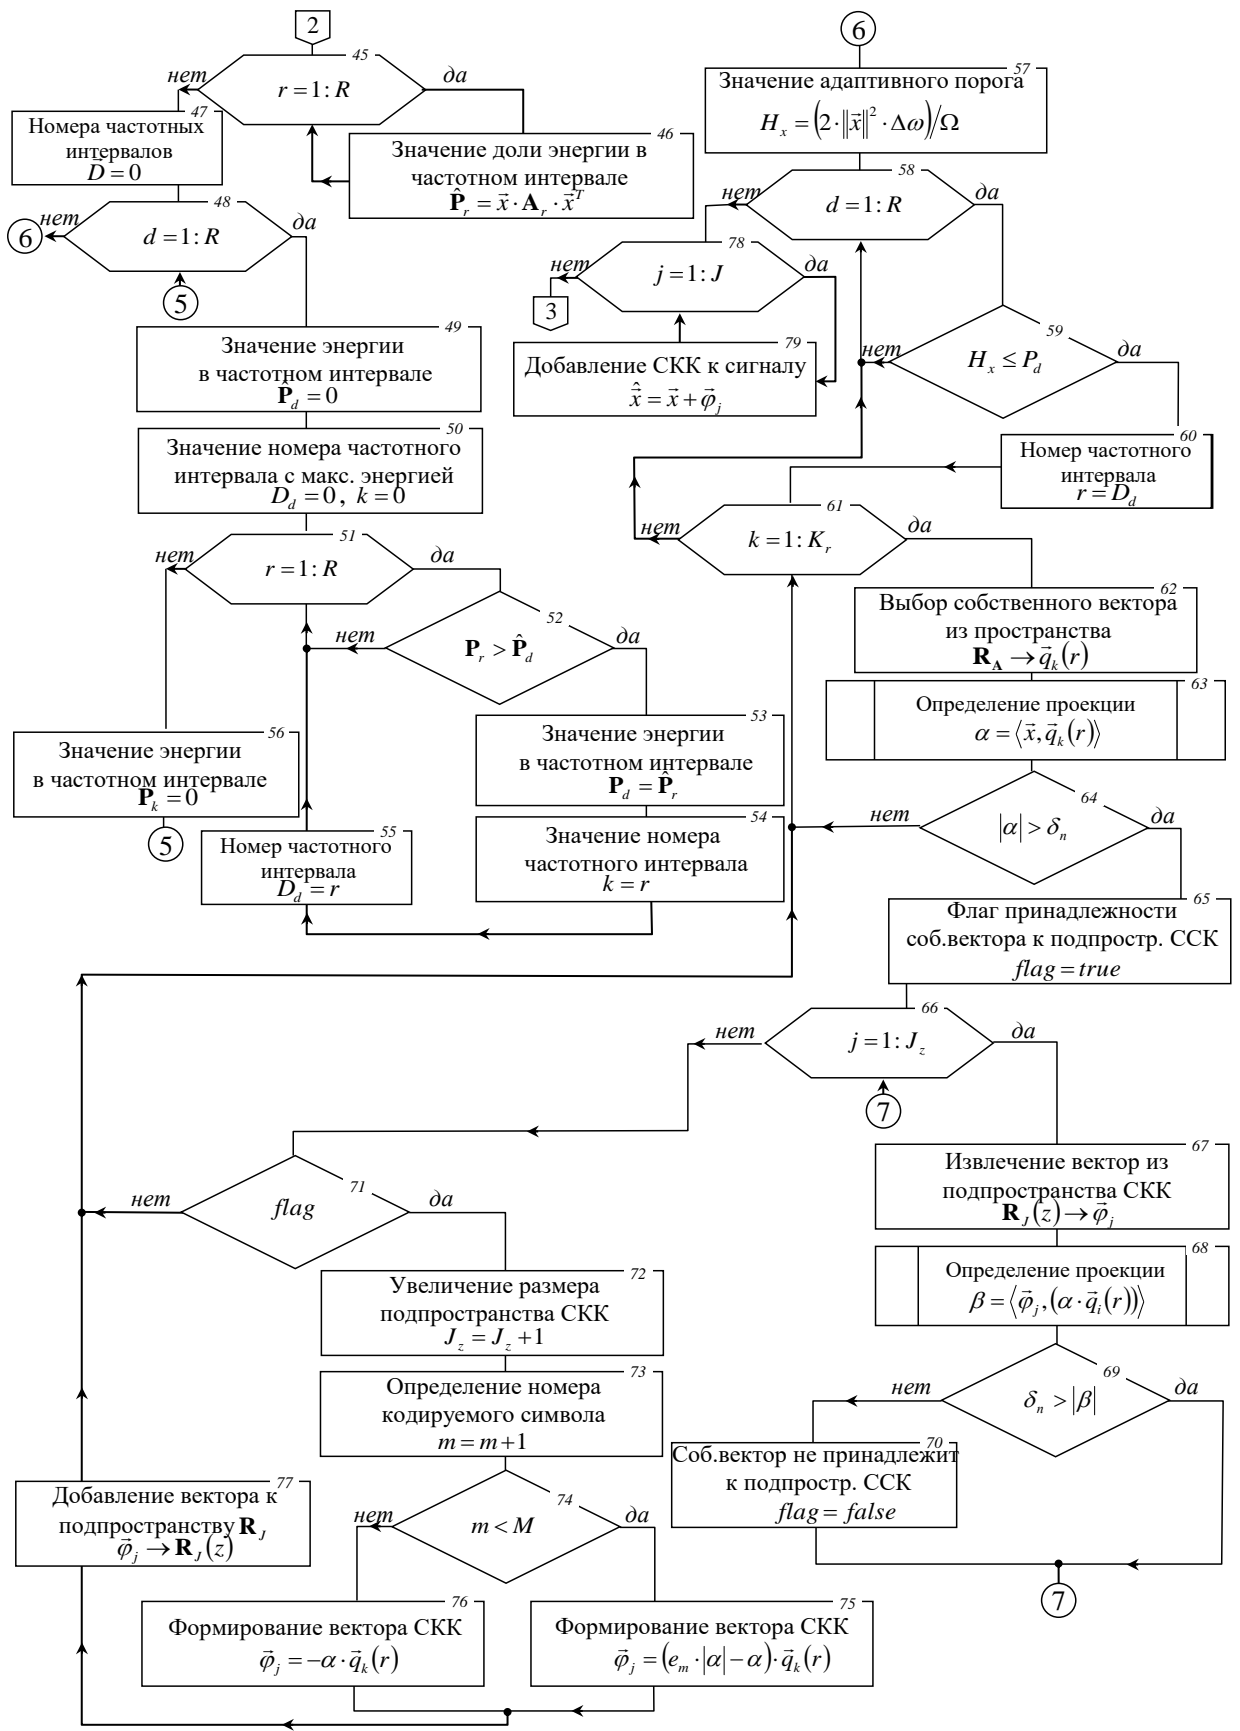 2
45
r = 1 : R
нет
да
47
Номера частотных
интервалов
D⃗ = 0
46
Значение доли энергии в
частотном интервале
P̂_r = x⃗ · A_r · x⃗^T
48
d = 1 : R
нет
да
6
5
49
Значение энергии
в частотном интервале
P̂_d = 0
50
Значение номера частотного
интервала с макс. энергией
D_d = 0, k = 0
51
r = 1 : R
нет
да
52
P_r > P̂_d
нет
да
53
Значение энергии
в частотном интервале
P_d = P̂_r
54
Значение номера
частотного интервала
k = r
55
Номер частотного
интервала
D_d = r
56
Значение энергии
в частотном интервале
P_k = 0
5
6
57
Значение адаптивного порога
H_x = (2 · ‖x⃗‖² · Δω)/Ω
58
d = 1 : R
нет
да
78
j = 1 : J
нет
да
3
79
Добавление СКК к сигналу
x⃗̂ = x⃗ + φ⃗_j
59
H_x ≤ P_d
нет
да
60
Номер частотного
интервала
r = D_d
61
k = 1 : K_r
нет
да
62
Выбор собственного вектора
из пространства
R_A → q⃗_k(r)
63
Определение проекции
α = ⟨x⃗, q⃗_k(r)⟩
64
|α| > δ_n
нет
да
65
Флаг принадлежности
соб.вектора к подпростр. ССК
flag = true
66
j = 1 : J_z
нет
да
7
67
Извлечение вектор из
подпространства СКК
R_J(z) → φ⃗_j
68
Определение проекции
β = ⟨φ⃗_j, (α · q⃗_i(r))⟩
69
δ_n > |β|
нет
да
70
Соб.вектор не принадлежит
к подпростр. ССК
flag = false
7
71
flag
нет
да
72
Увеличение размера
подпространства СКК
J_z = J_z + 1
73
Определение номера
кодируемого символа
m = m + 1
74
m < M
нет
да
77
Добавление вектора к
подпространству R_J
φ⃗_j → R_J(z)
76
Формирование вектора СКК
φ⃗_j = −α · q⃗_k(r)
75
Формирование вектора СКК
φ⃗_j = (e_m · |α| − α) · q⃗_k(r)